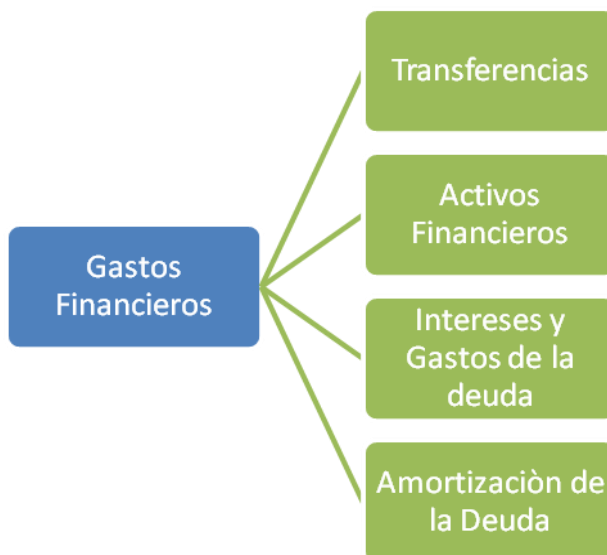 Transferencias
Activos
Financieros
Gastos
Financieros
Intereses y
Gastos de la
deuda
Amortizaciòn de
la Deuda